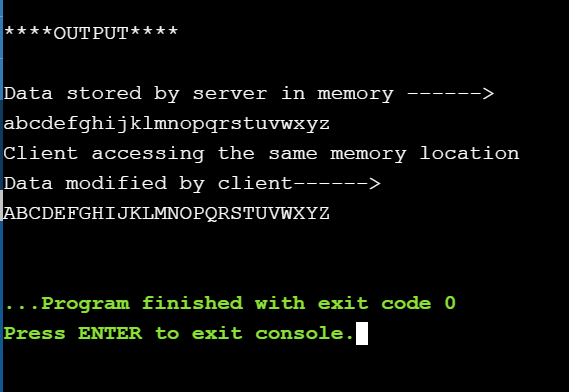 ****OUTPUT****
Data stored by server in memory ------>
abcdefghijklmnopqrstuvwxyz
Client accessing the same memory location
Data modified by client------>
ABCDEFGHIJKLMNOPQRSTUVWXYZ
...Program finished with exit code 0
Press ENTER to exit console.